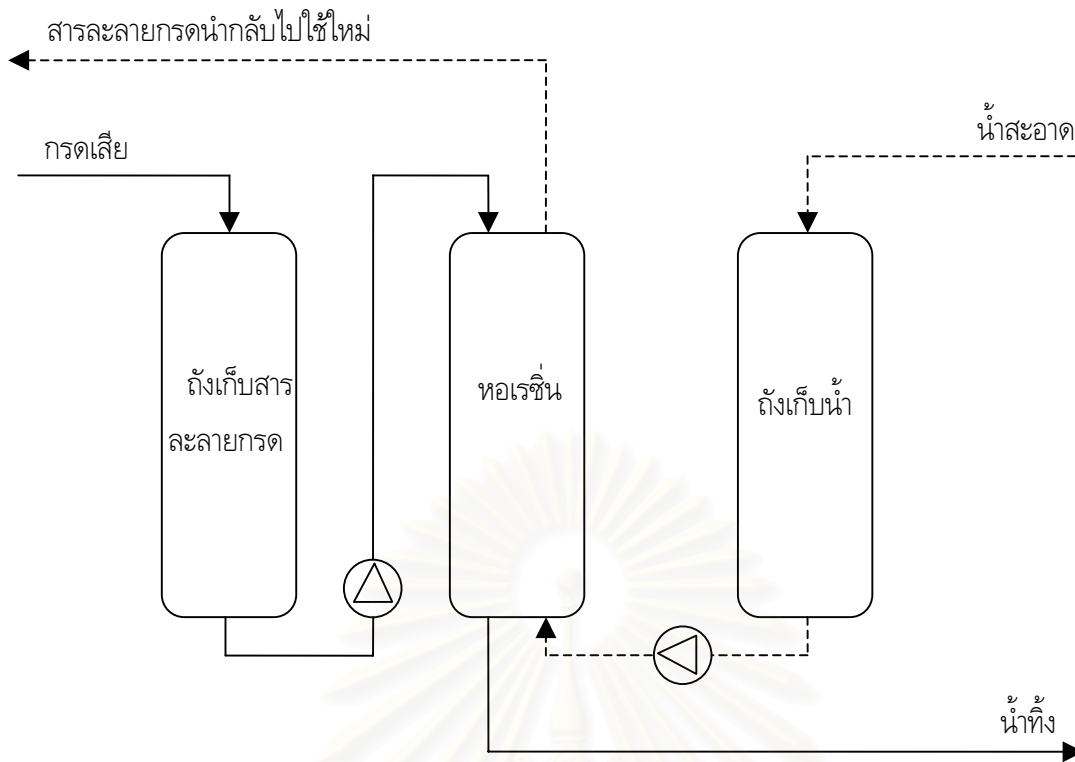 สารละลายกรดนำกลับไปใช้ใหม่
น้ำสะอาด
กรดเสีย
ถังเก็บสาร
ละลายกรด
หอเรซิ่น
ถังเก็บน้ำ
น้ำทิ้ง